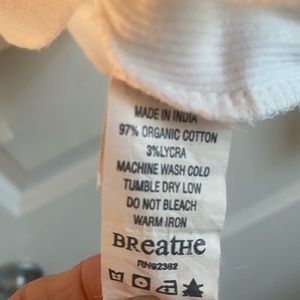 MADE IN INDIA
97% ORGANIC COTTON
3%LYCRA
MACHINE WASH COLD
TUMBLE DRY LOW
DO NOT BLEACH
WARM IRON
BReatHe
RN92362